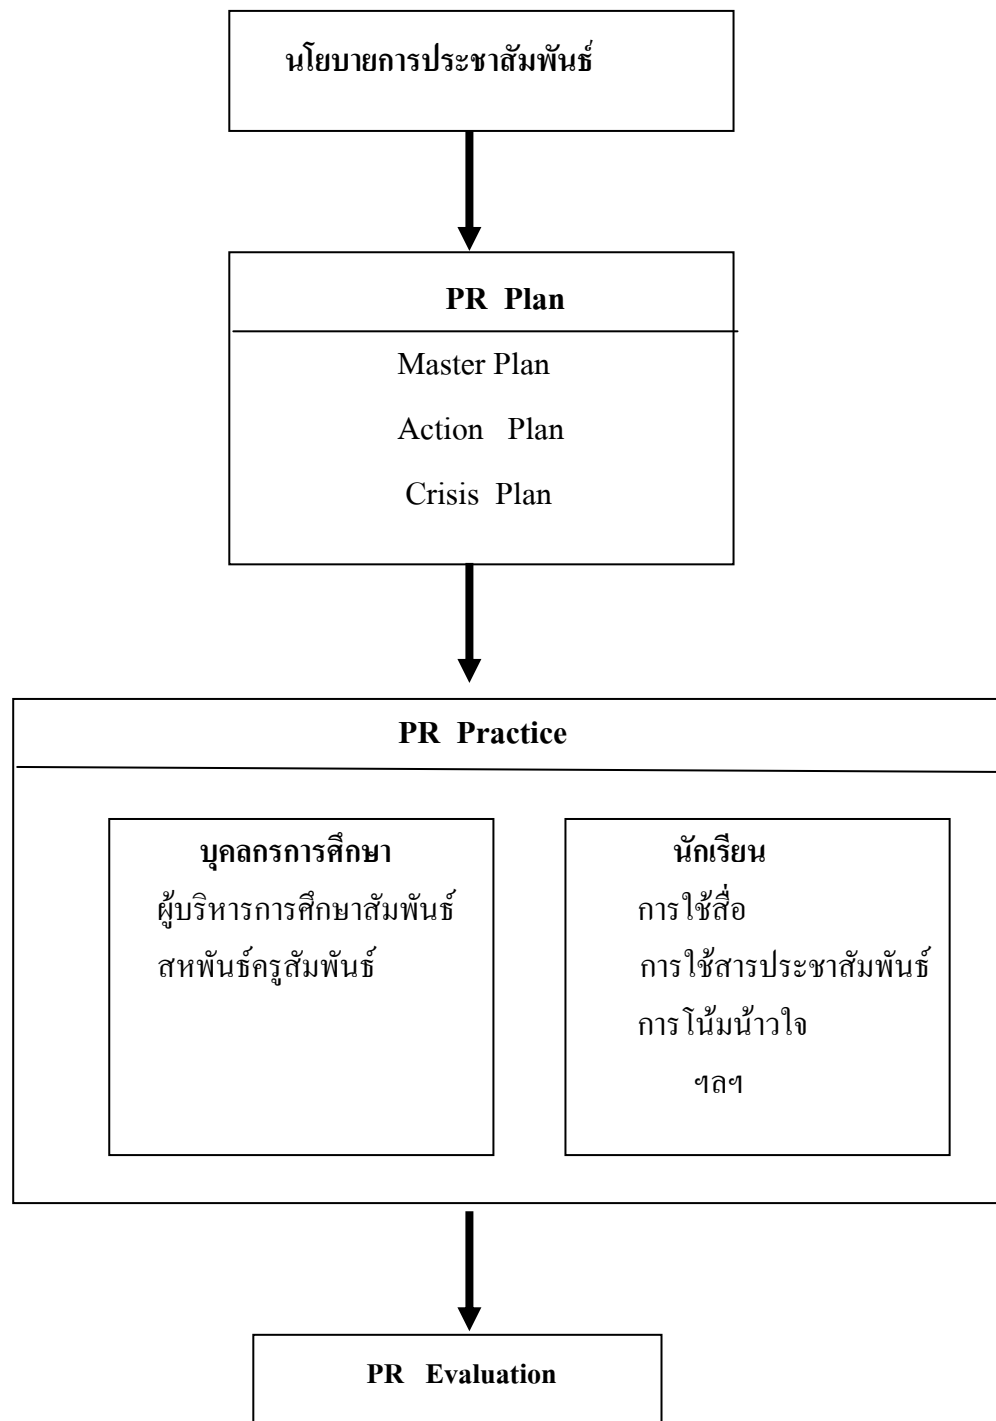 นโยบายการประชาสัมพันธ์
PR Plan
Master Plan
Action Plan
Crisis Plan
PR Practice
บุคลากรการศึกษา
ผู้บริหารการศึกษาสัมพันธ์
สหพันธ์ครูสัมพันธ์
นักเรียน
การใช้สื่อ
การใช้สารประชาสัมพันธ์
การโน้มน้าวใจ
ฯลฯ
PR Evaluation